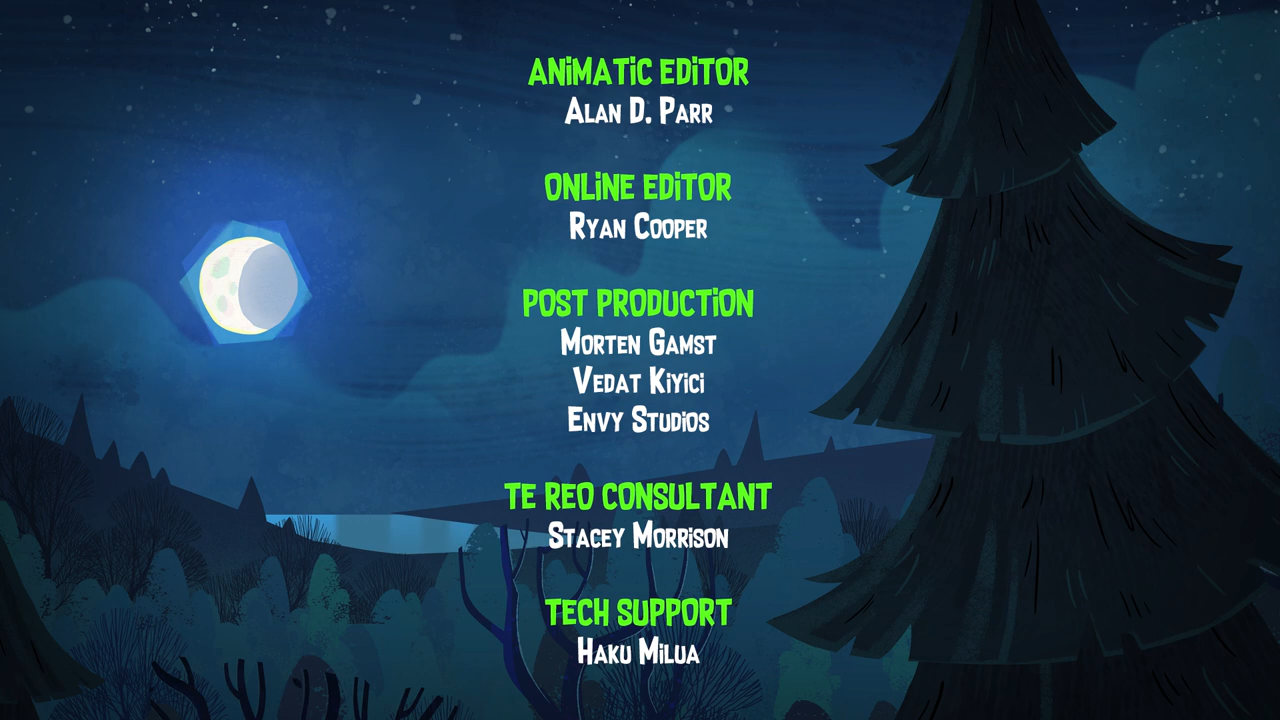 ANIMATIC EDITOR
ALAN D. PARR
ONLINE EDITOR
RYAN COOPER
POST PRODUCTION
MORTEN GAMST
VEDAT KIYICI
ENVY STUDIOS
TE REO CONSULTANT
STACEY MORRISON
TECH SUPPORT
HAKU MILUA